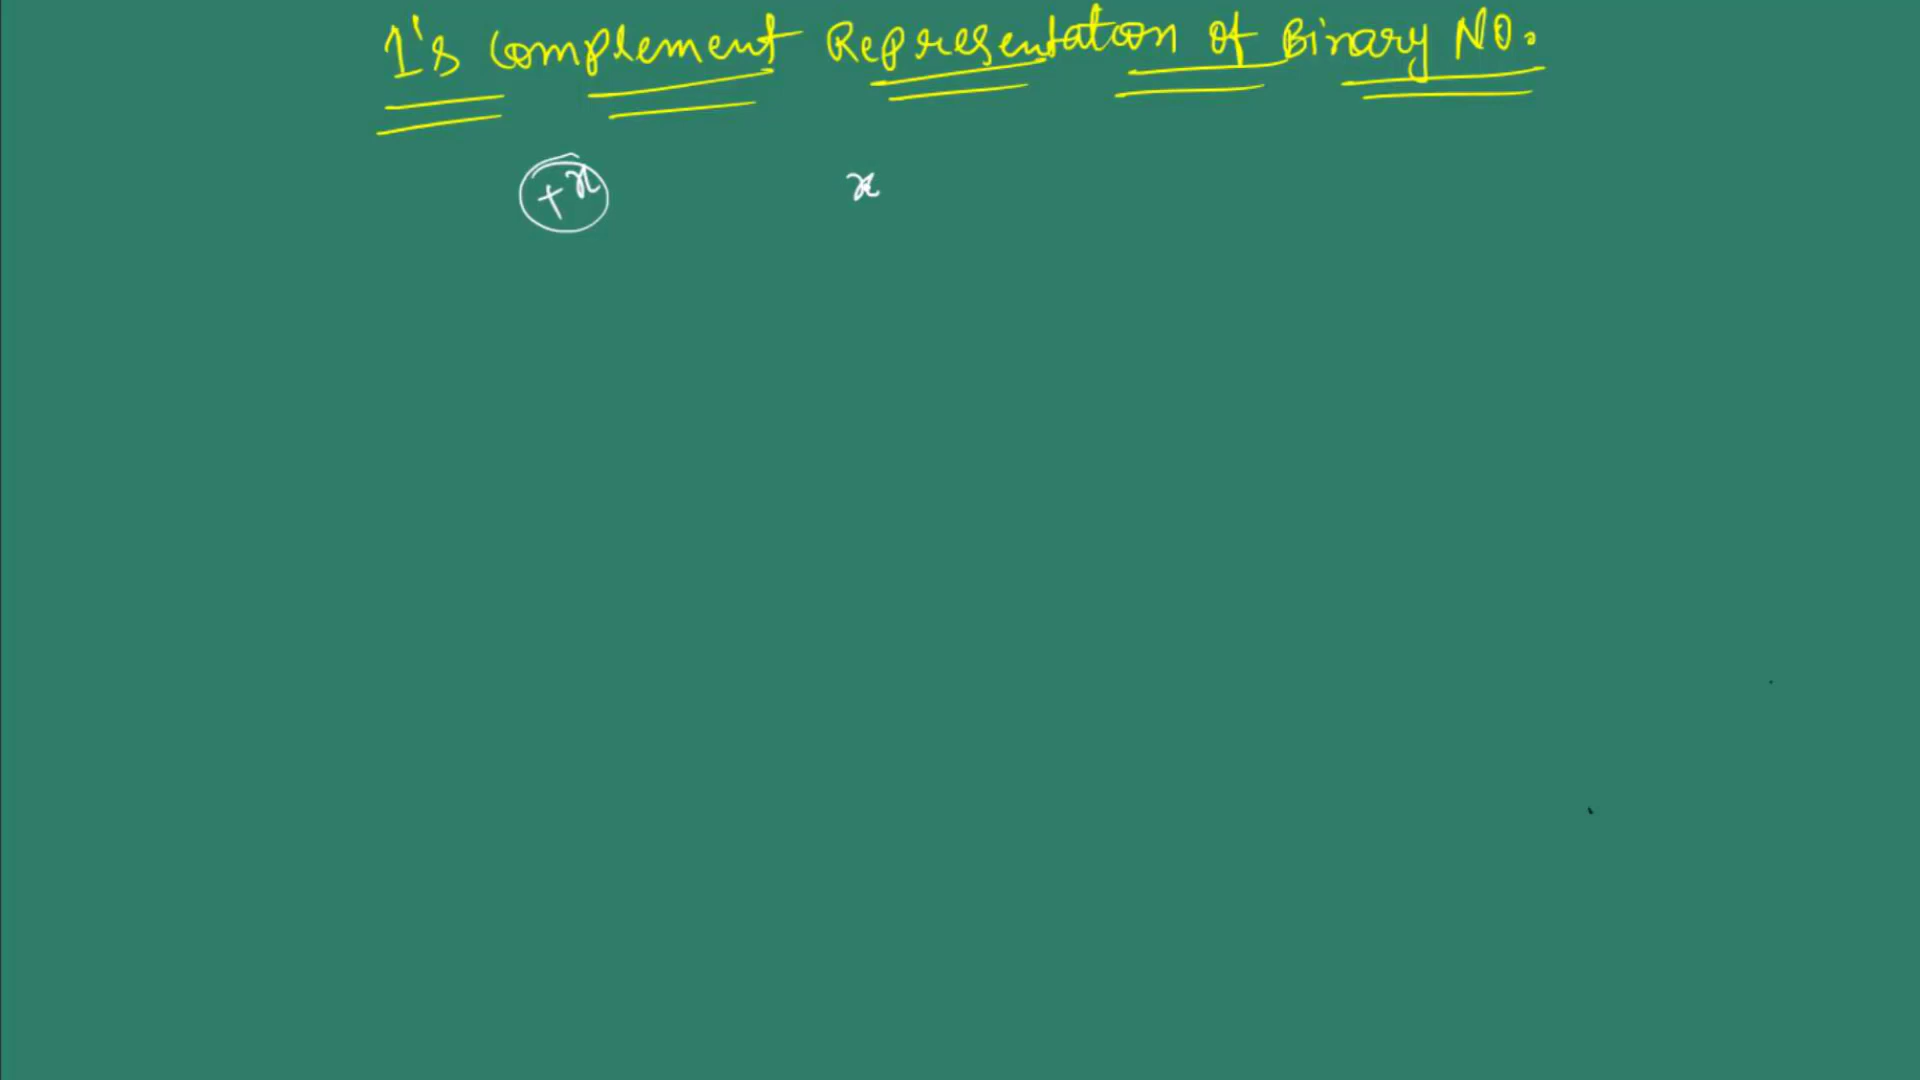 1's complement Representation of Binary NO.
+x x